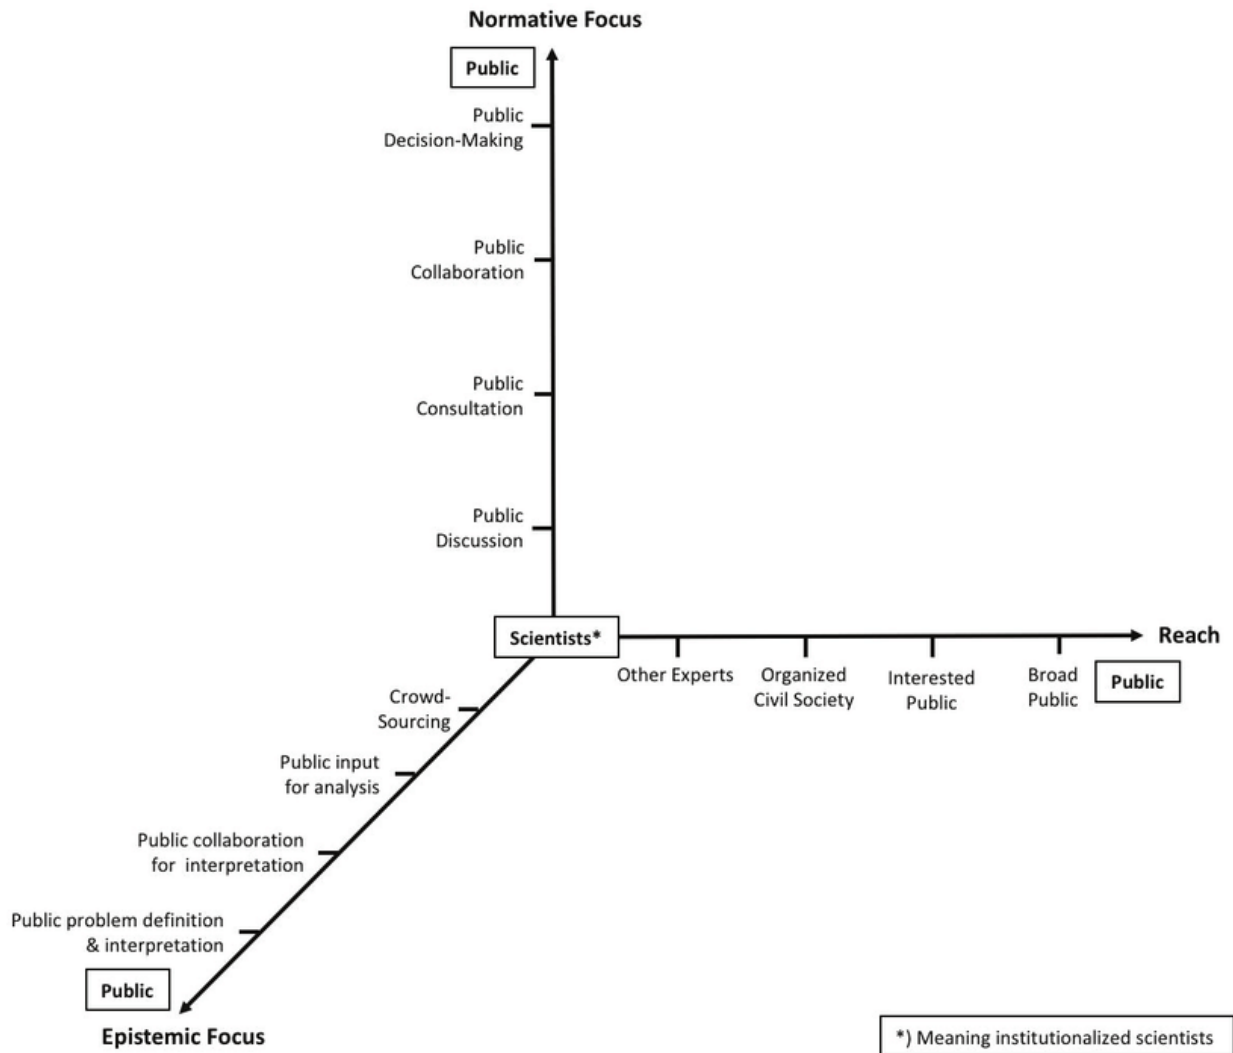 Normative Focus
Public
Public
Decision-Making
Public
Collaboration
Public
Consultation
Public
Discussion
Scientists*
Reach
Other Experts
Organized
Civil Society
Interested
Public
Broad
Public
Public
Crowd-
Sourcing
Public input
for analysis
Public collaboration
for interpretation
Public problem definition
& interpretation
Public
Epistemic Focus
*) Meaning institutionalized scientists